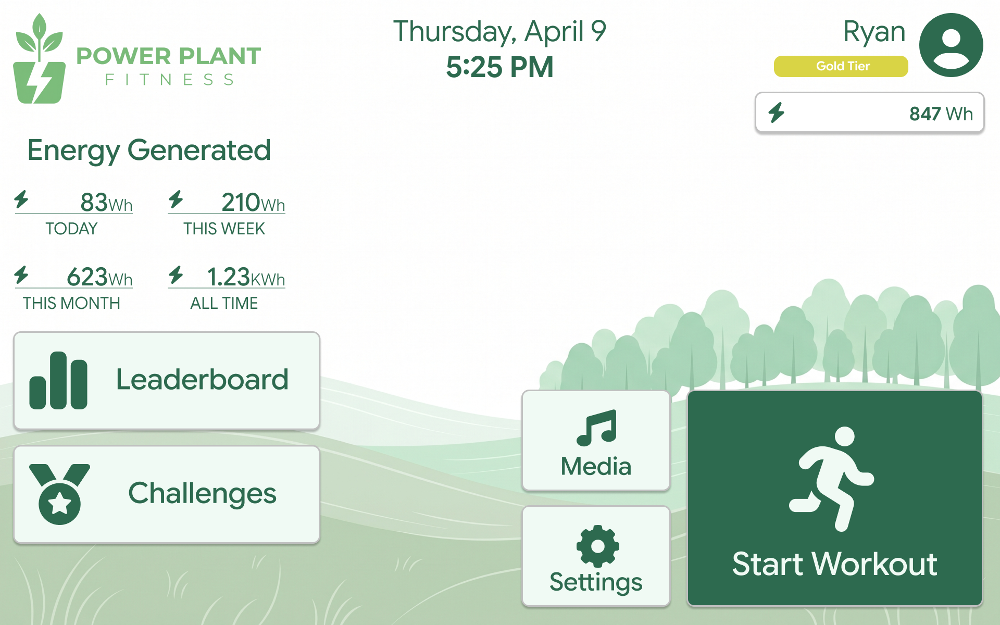 POWER PLANT
FITNESS
Thursday, April 9
5:25 PM
Ryan
Gold Tier
847 Wh
Energy Generated
83Wh
TODAY
210Wh
THIS WEEK
623Wh
THIS MONTH
1.23KWh
ALL TIME
Leaderboard
Challenges
Media
Settings
Start Workout